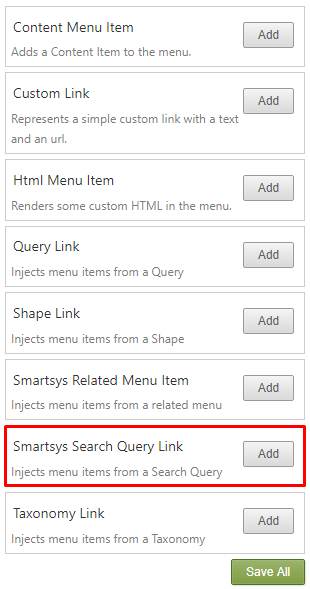 Content Menu Item
Add
Adds a Content Item to the menu.
Custom Link
Add
Represents a simple custom link with a text
and an url.
Html Menu Item
Add
Renders some custom HTML in the menu.
Query Link
Add
Injects menu items from a Query
Shape Link
Add
Injects menu items from a Shape
Smartsys Related Menu Item
Add
Injects menu items from a related menu
Smartsys Search Query Link
Add
Injects menu items from a Search Query
Taxonomy Link
Add
Injects menu items from a Taxonomy
Save All